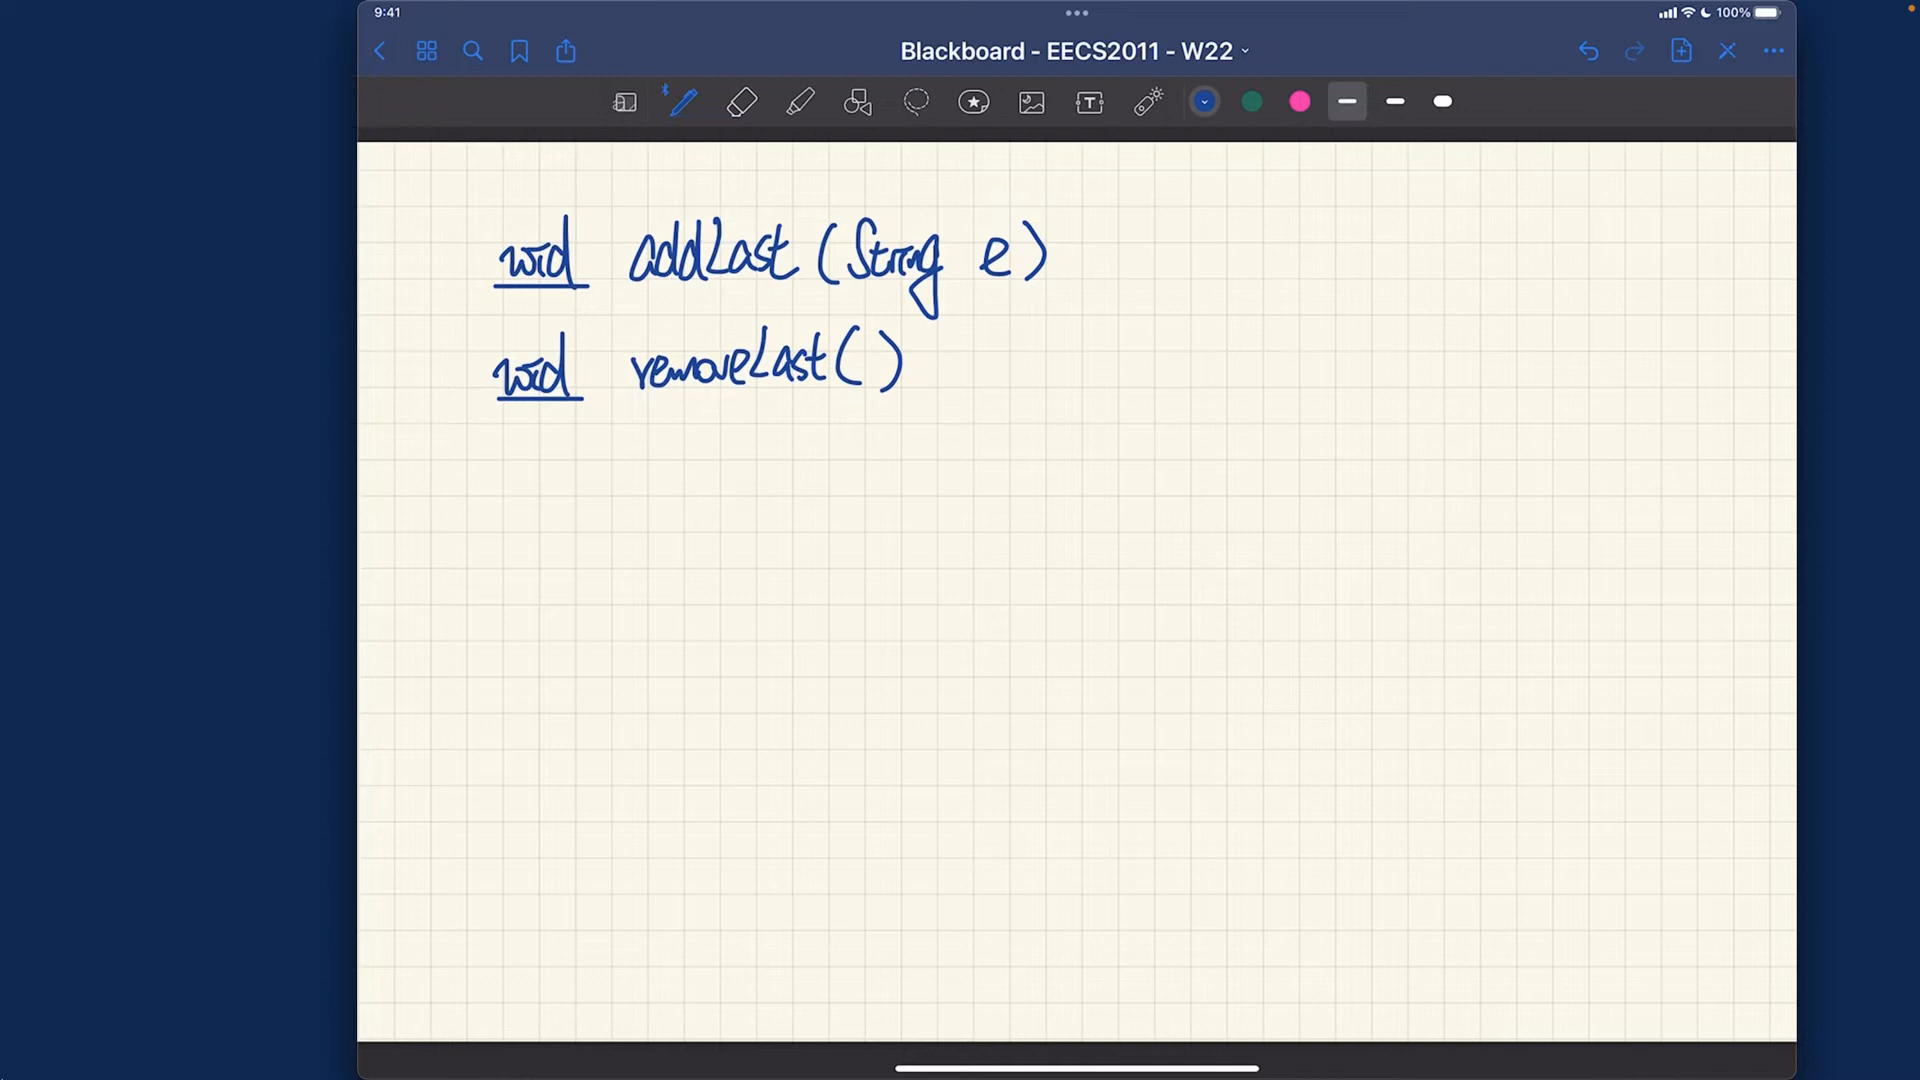 9:41
100%
Blackboard - EECS2011 - W22
void addLast (String e)
void removeLast( )